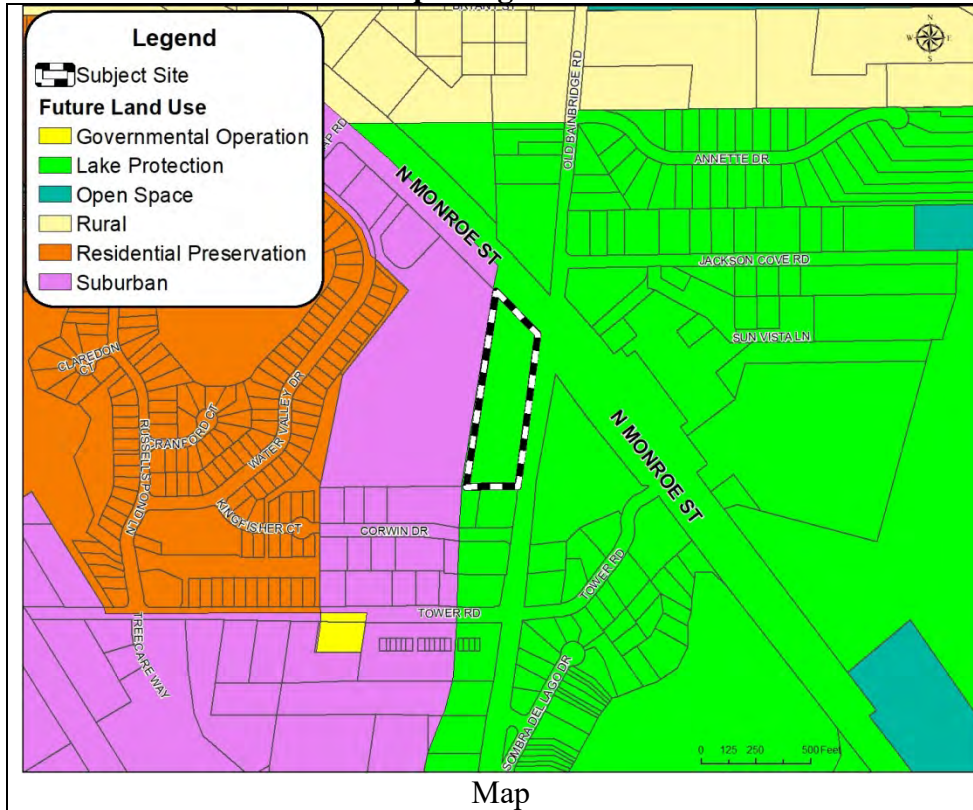 Legend
Subject Site
Future Land Use
Governmental Operation
Lake Protection
Open Space
Rural
Residential Preservation
Suburban
N
W E
S
OLD BAINBRIDGE RD
ANNETTE DR
N MONROE ST
JACKSON COVE RD
SUN VISTA LN
CLAREDON CT
CRANFORD CT
WATER VALLEY DR
RUSSELLS POND LN
KINGFISHER CT
N MONROE ST
CORWIN DR
TOWER RD
TOWER RD
TREECARE WAY
SOMBRA DEL LAGO DR
0 125 250 500 Feet
Map